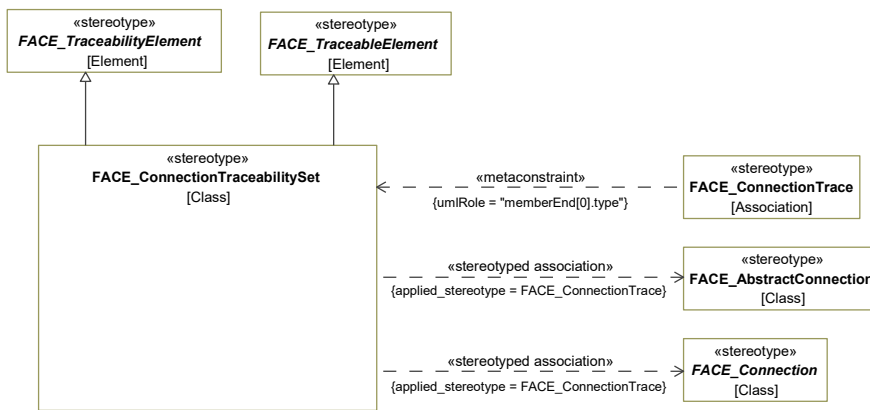 «stereotype»
FACE_TraceabilityElement
[Element]
«stereotype»
FACE_TraceableElement
[Element]
«stereotype»
FACE_ConnectionTraceabilitySet
[Class]
«metaconstraint»
{umlRole = "memberEnd[0].type"}
«stereotype»
FACE_ConnectionTrace
[Association]
«stereotyped association»
{applied_stereotype = FACE_ConnectionTrace}
«stereotype»
FACE_AbstractConnection
[Class]
«stereotyped association»
{applied_stereotype = FACE_ConnectionTrace}
«stereotype»
FACE_Connection
[Class]